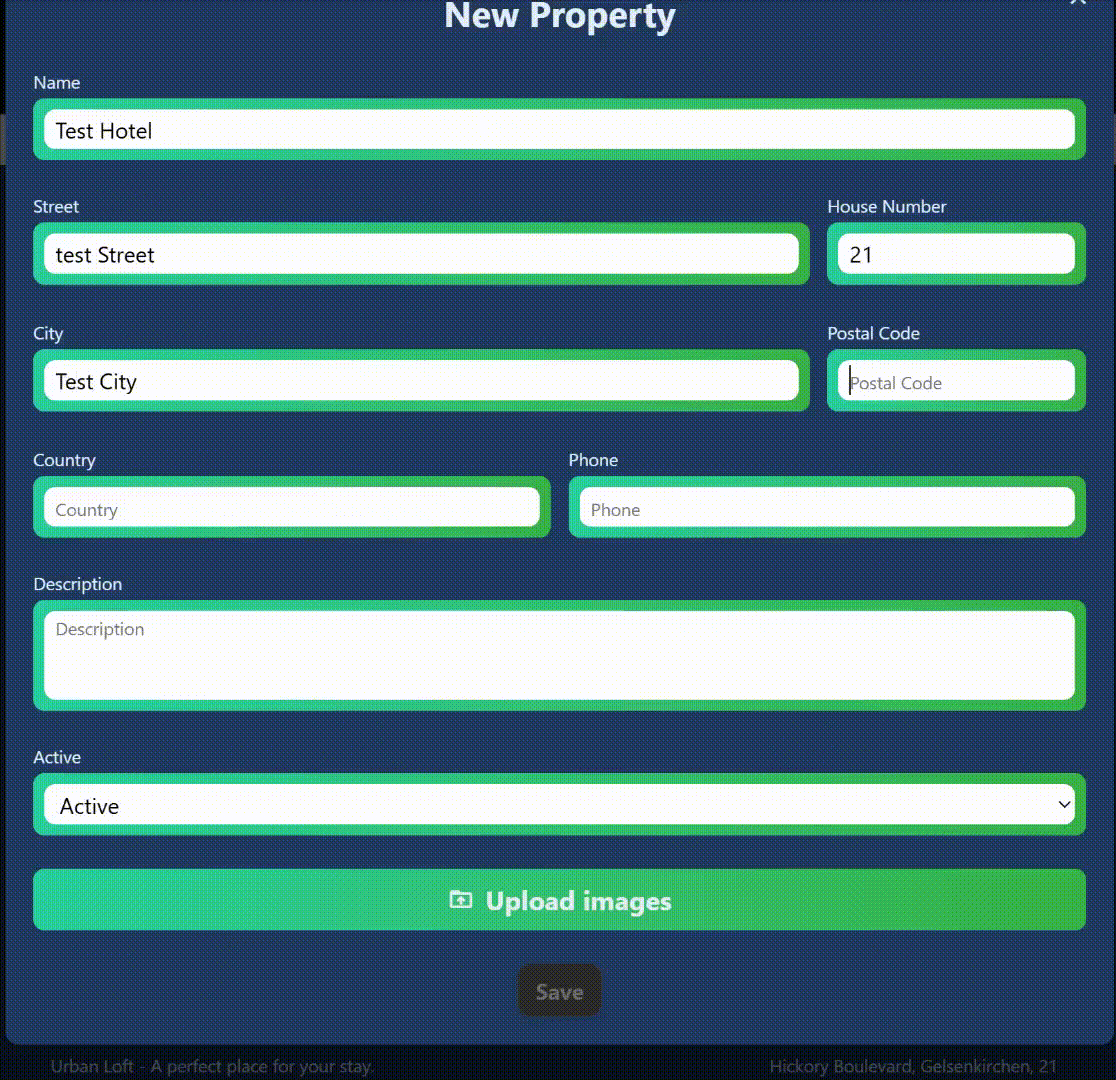 New Property
Name
Test Hotel
Street
House Number
test Street
21
City
Postal Code
Test City
Postal Code
Country
Phone
Country
Phone
Description
Description
Active
Active
Upload images
Save
Urban Loft - A perfect place for your stay.
Hickory Boulevard, Gelsenkirchen, 21